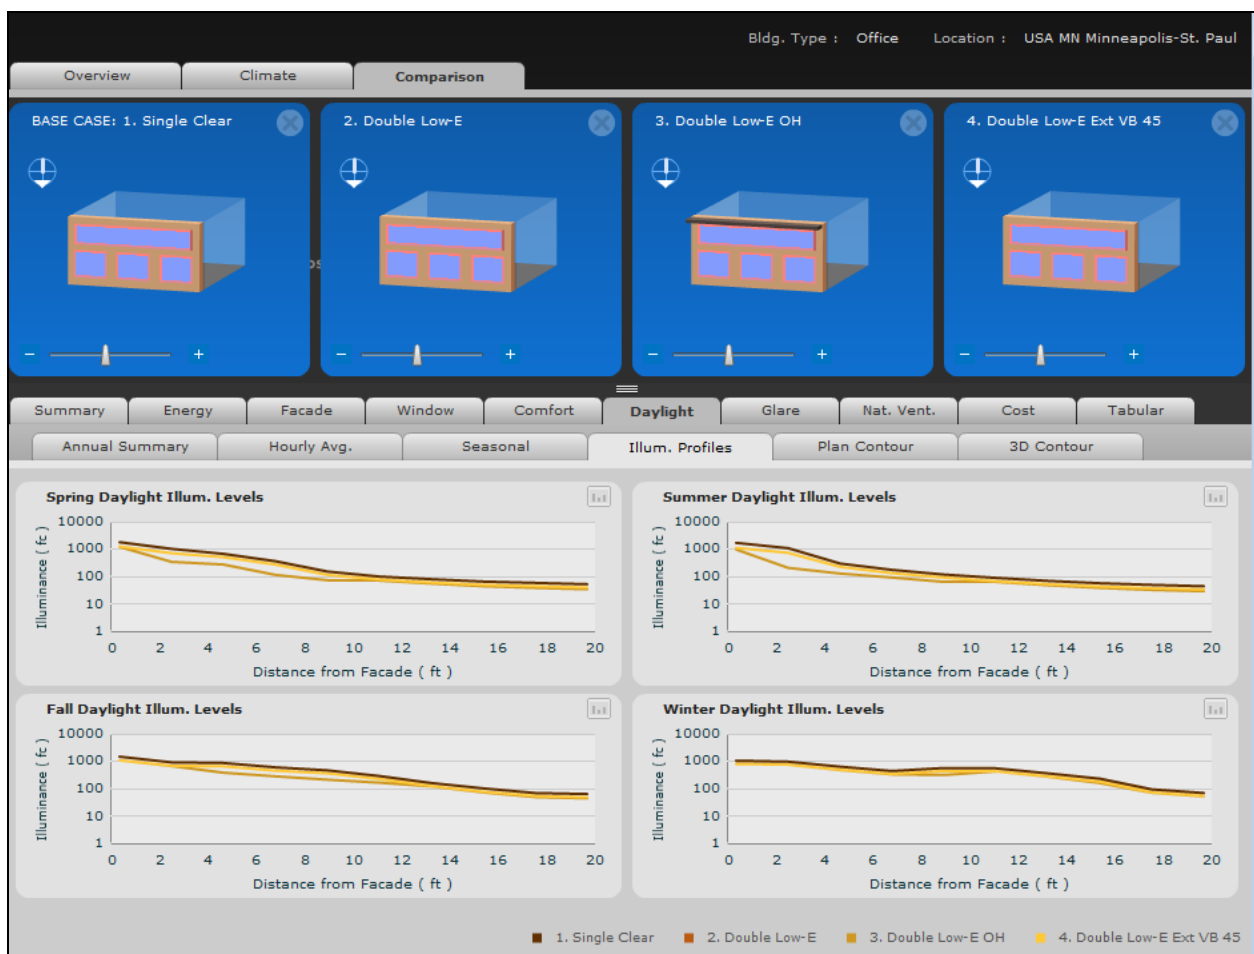 Bldg. Type : Office Location : USA MN Minneapolis-St. Paul
Overview Climate Comparison
BASE CASE: 1. Single Clear 2. Double Low-E 3. Double Low-E OH 4. Double Low-E Ext VB 45
- + - + - + - +
Summary Energy Facade Window Comfort Daylight Glare Nat. Vent. Cost Tabular
Annual Summary Hourly Avg. Seasonal Illum. Profiles Plan Contour 3D Contour
Spring Daylight Illum. Levels
Illuminance ( fc )
10000
1000
100
10
1
0 2 4 6 8 10 12 14 16 18 20
Distance from Facade ( ft )
Summer Daylight Illum. Levels
Illuminance ( fc )
10000
1000
100
10
1
0 2 4 6 8 10 12 14 16 18 20
Distance from Facade ( ft )
Fall Daylight Illum. Levels
Illuminance ( fc )
10000
1000
100
10
1
0 2 4 6 8 10 12 14 16 18 20
Distance from Facade ( ft )
Winter Daylight Illum. Levels
Illuminance ( fc )
10000
1000
100
10
1
0 2 4 6 8 10 12 14 16 18 20
Distance from Facade ( ft )
1. Single Clear 2. Double Low-E 3. Double Low-E OH 4. Double Low-E Ext VB 45